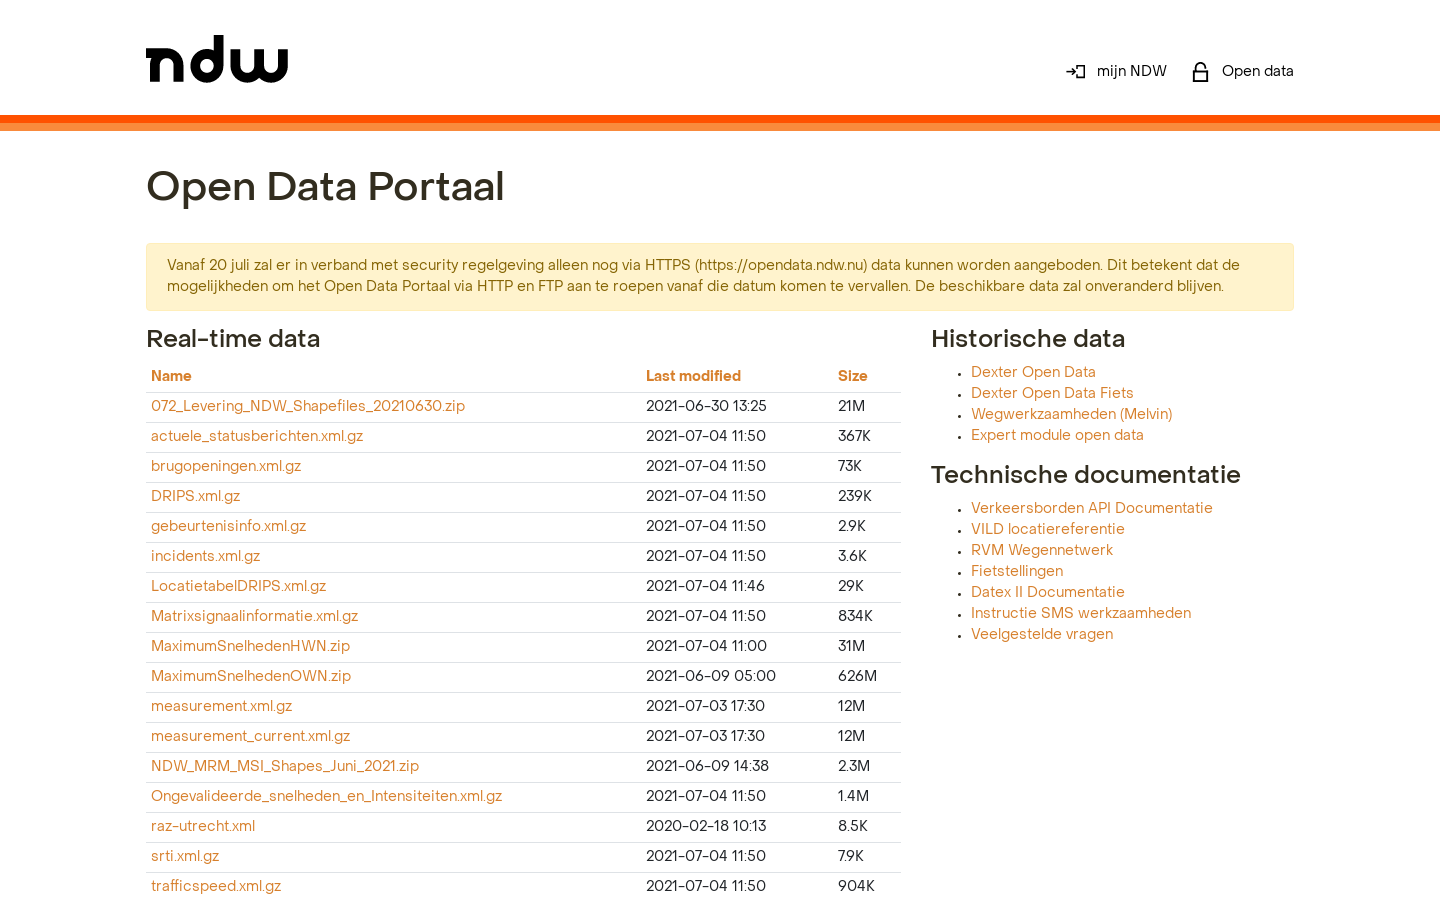 ndw
mijn NDW
Open data
Open Data Portaal
Vanaf 20 juli zal er in verband met security regelgeving alleen nog via HTTPS (https://opendata.ndw.nu) data kunnen worden aangeboden. Dit betekent dat de
mogelijkheden om het Open Data Portaal via HTTP en FTP aan te roepen vanaf die datum komen te vervallen. De beschikbare data zal onveranderd blijven.
Real-time data
Name Last modified Size
072_Levering_NDW_Shapefiles_20210630.zip 2021-06-30 13:25 21M
actuele_statusberichten.xml.gz 2021-07-04 11:50 367K
brugopeningen.xml.gz 2021-07-04 11:50 73K
DRIPS.xml.gz 2021-07-04 11:50 239K
gebeurtenisinfo.xml.gz 2021-07-04 11:50 2.9K
incidents.xml.gz 2021-07-04 11:50 3.6K
LocatietabelDRIPS.xml.gz 2021-07-04 11:46 29K
Matrixsignaalinformatie.xml.gz 2021-07-04 11:50 834K
MaximumSnelhedenHWN.zip 2021-07-04 11:00 31M
MaximumSnelhedenOWN.zip 2021-06-09 05:00 626M
measurement.xml.gz 2021-07-03 17:30 12M
measurement_current.xml.gz 2021-07-03 17:30 12M
NDW_MRM_MSI_Shapes_Juni_2021.zip 2021-06-09 14:38 2.3M
Ongevalideerde_snelheden_en_Intensiteiten.xml.gz 2021-07-04 11:50 1.4M
raz-utrecht.xml 2020-02-18 10:13 8.5K
srti.xml.gz 2021-07-04 11:50 7.9K
trafficspeed.xml.gz 2021-07-04 11:50 904K
Historische data
Dexter Open Data
Dexter Open Data Fiets
Wegwerkzaamheden (Melvin)
Expert module open data
Technische documentatie
Verkeersborden API Documentatie
VILD locatiereferentie
RVM Wegennetwerk
Fietstellingen
Datex II Documentatie
Instructie SMS werkzaamheden
Veelgestelde vragen